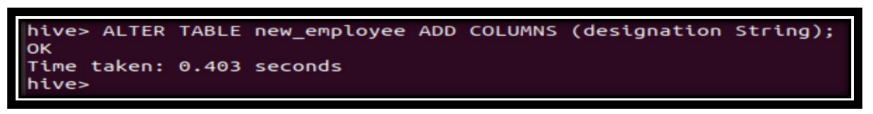 hive> ALTER TABLE new_employee ADD COLUMNS (designation String);
OK
Time taken: 0.403 seconds
hive>